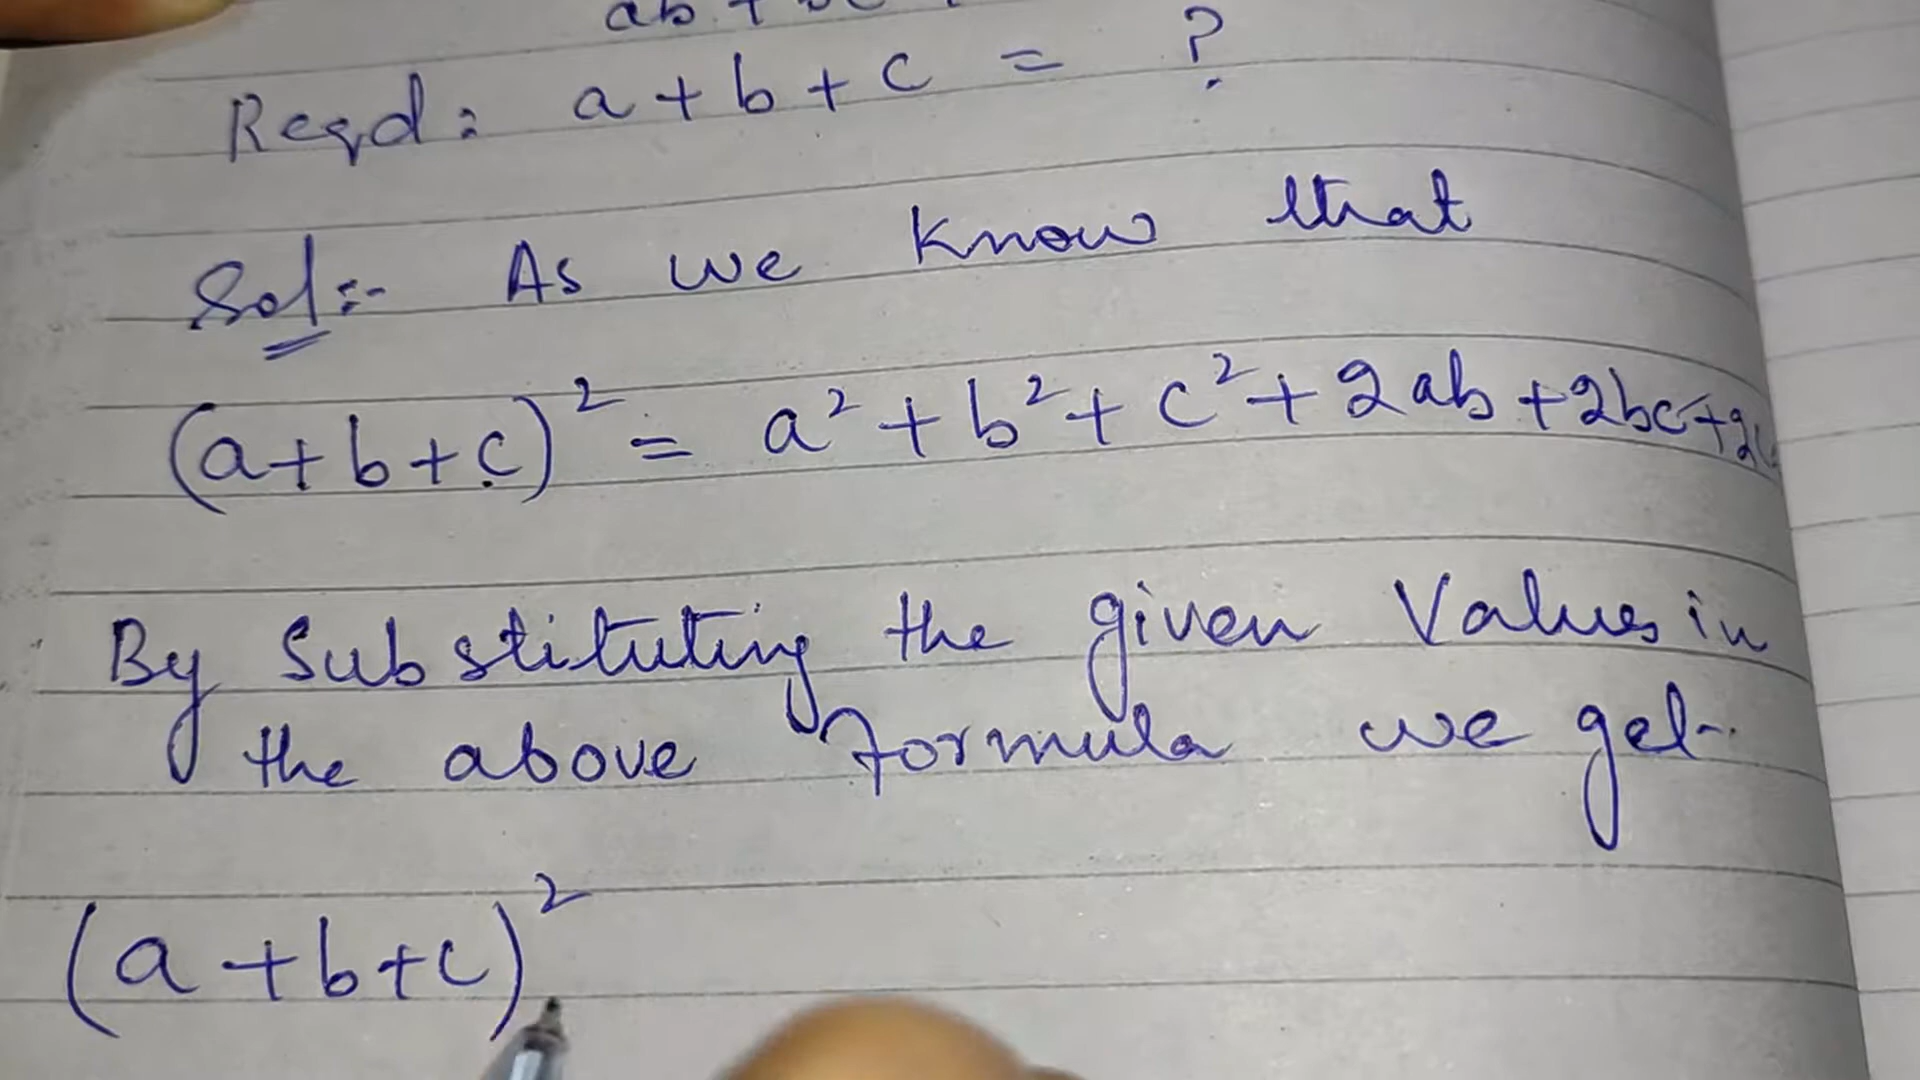 Reqd: a + b + c = ?
Sol:- As we know that
(a+b+c)² = a² + b² + c² + 2ab + 2bc + 2c
By Substituting the given Values in
the above formula we get
(a+b+c)²